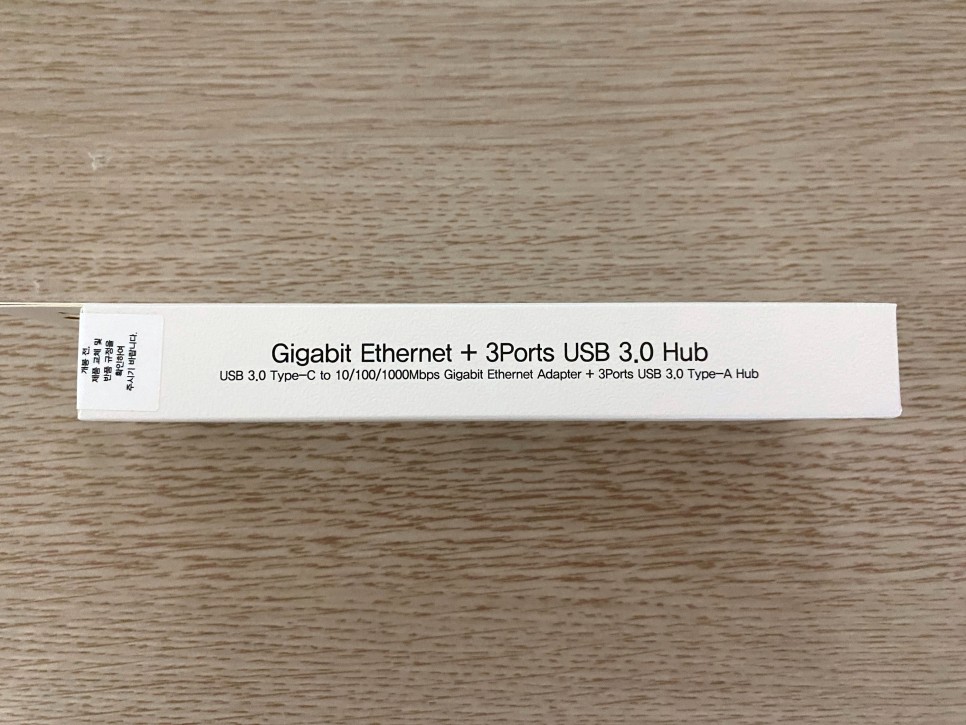 Gigabit Ethernet + 3Ports USB 3.0 Hub
USB 3.0 Type-C to 10/100/1000Mbps Gigabit Ethernet Adapter + 3Ports USB 3.0 Type-A Hub
개봉 전,
제품 교체 및
반품 규정을
확인하여
주시기 바랍니다.